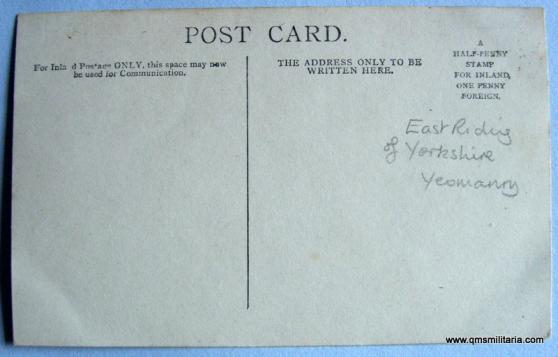 POST CARD.
For Inland Postage ONLY, this space may now
be used for Communication.
THE ADDRESS ONLY TO BE
WRITTEN HERE.
A
HALF-PENNY
STAMP
FOR INLAND,
ONE PENNY
FOREIGN.
East Riding
of Yorkshire
Yeomanry
www.qmsmilitaria.com